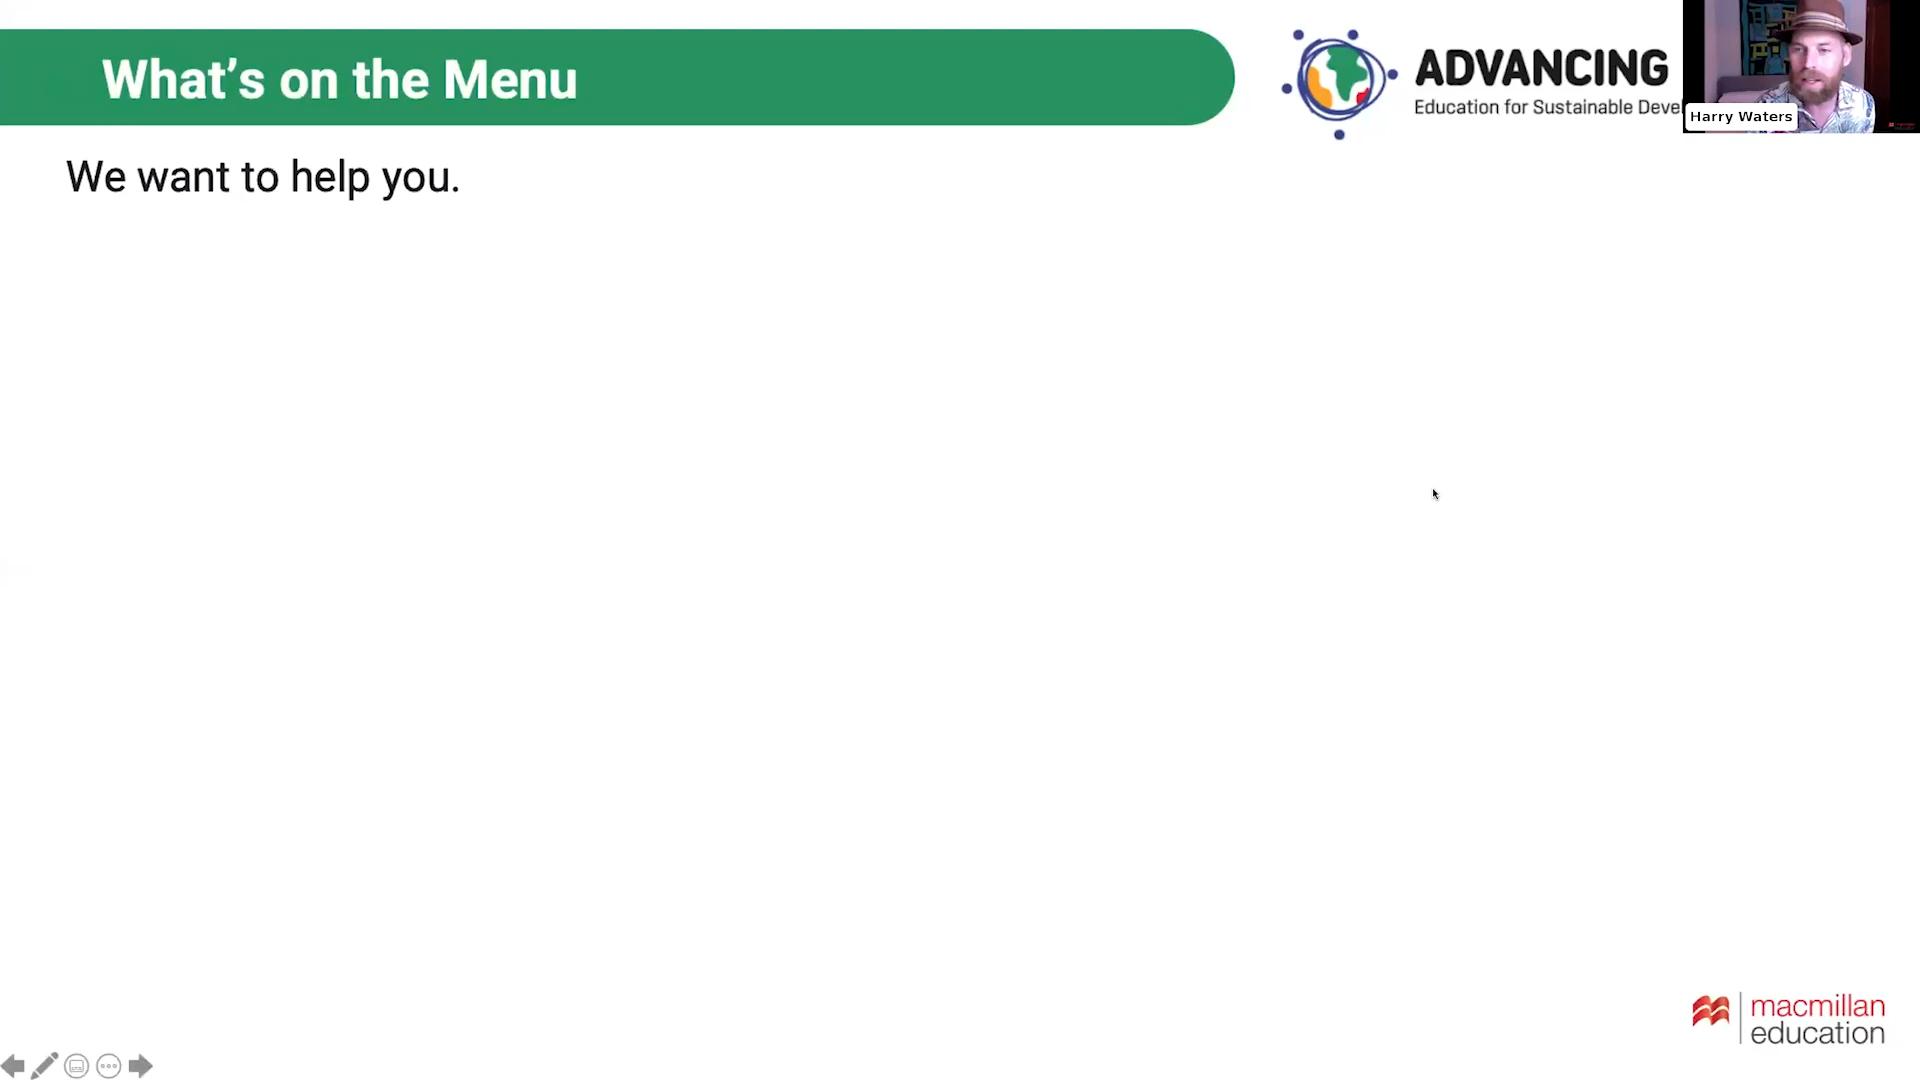 What's on the Menu
ADVANCING
Education for Sustainable Deve
Harry Waters
We want to help you.
macmillan
education